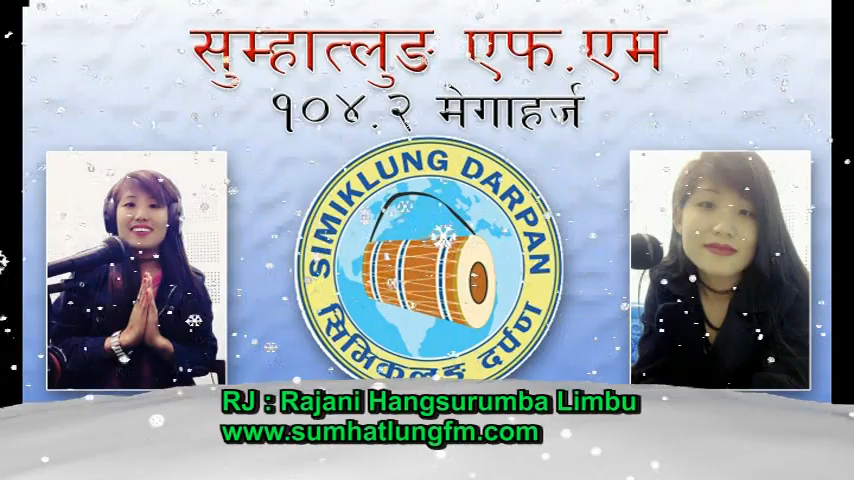 सुम्हात्लुङ एफ.एम
१०४.२ मेगाहर्ज
SIMIKLUNG DARPAN
सिमिकलुङ दर्पण
RJ : Rajani Hangsurumba Limbu
www.sumhatlungfm.com